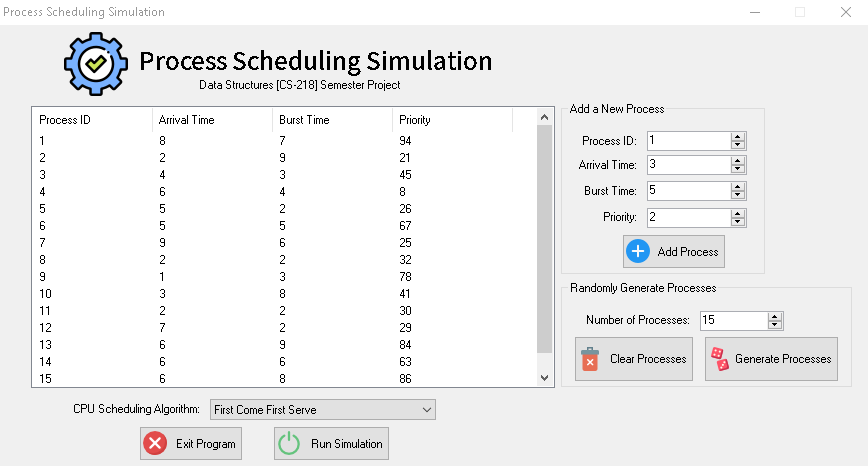 Process Scheduling Simulation
Process Scheduling Simulation
Data Structures [CS-218] Semester Project
Process ID Arrival Time Burst Time Priority
1 8 7 94
2 2 9 21
3 4 3 45
4 6 4 8
5 5 2 26
6 5 5 67
7 9 6 25
8 2 2 32
9 1 3 78
10 3 8 41
11 2 2 30
12 7 2 29
13 6 9 84
14 6 6 63
15 6 8 86
Add a New Process
Process ID: 1
Arrival Time: 3
Burst Time: 5
Priority: 2
Add Process
Randomly Generate Processes
Number of Processes: 15
Clear Processes Generate Processes
CPU Scheduling Algorithm: First Come First Serve
Exit Program Run Simulation